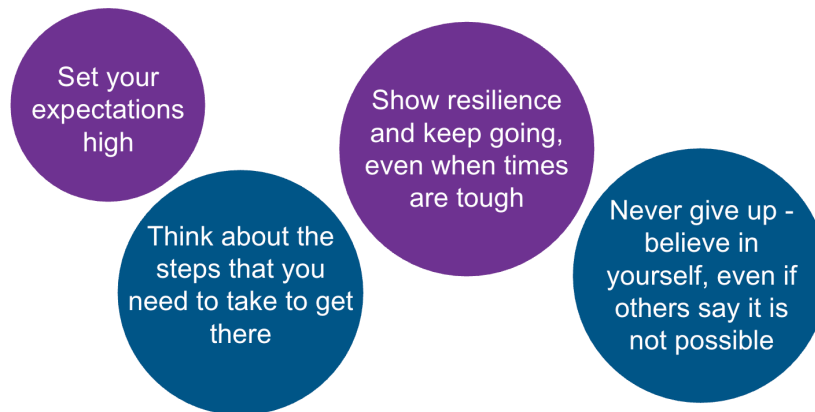 Set your
expectations
high
Think about the
steps that you
need to take to get
there
Show resilience
and keep going,
even when times
are tough
Never give up -
believe in
yourself, even if
others say it is
not possible